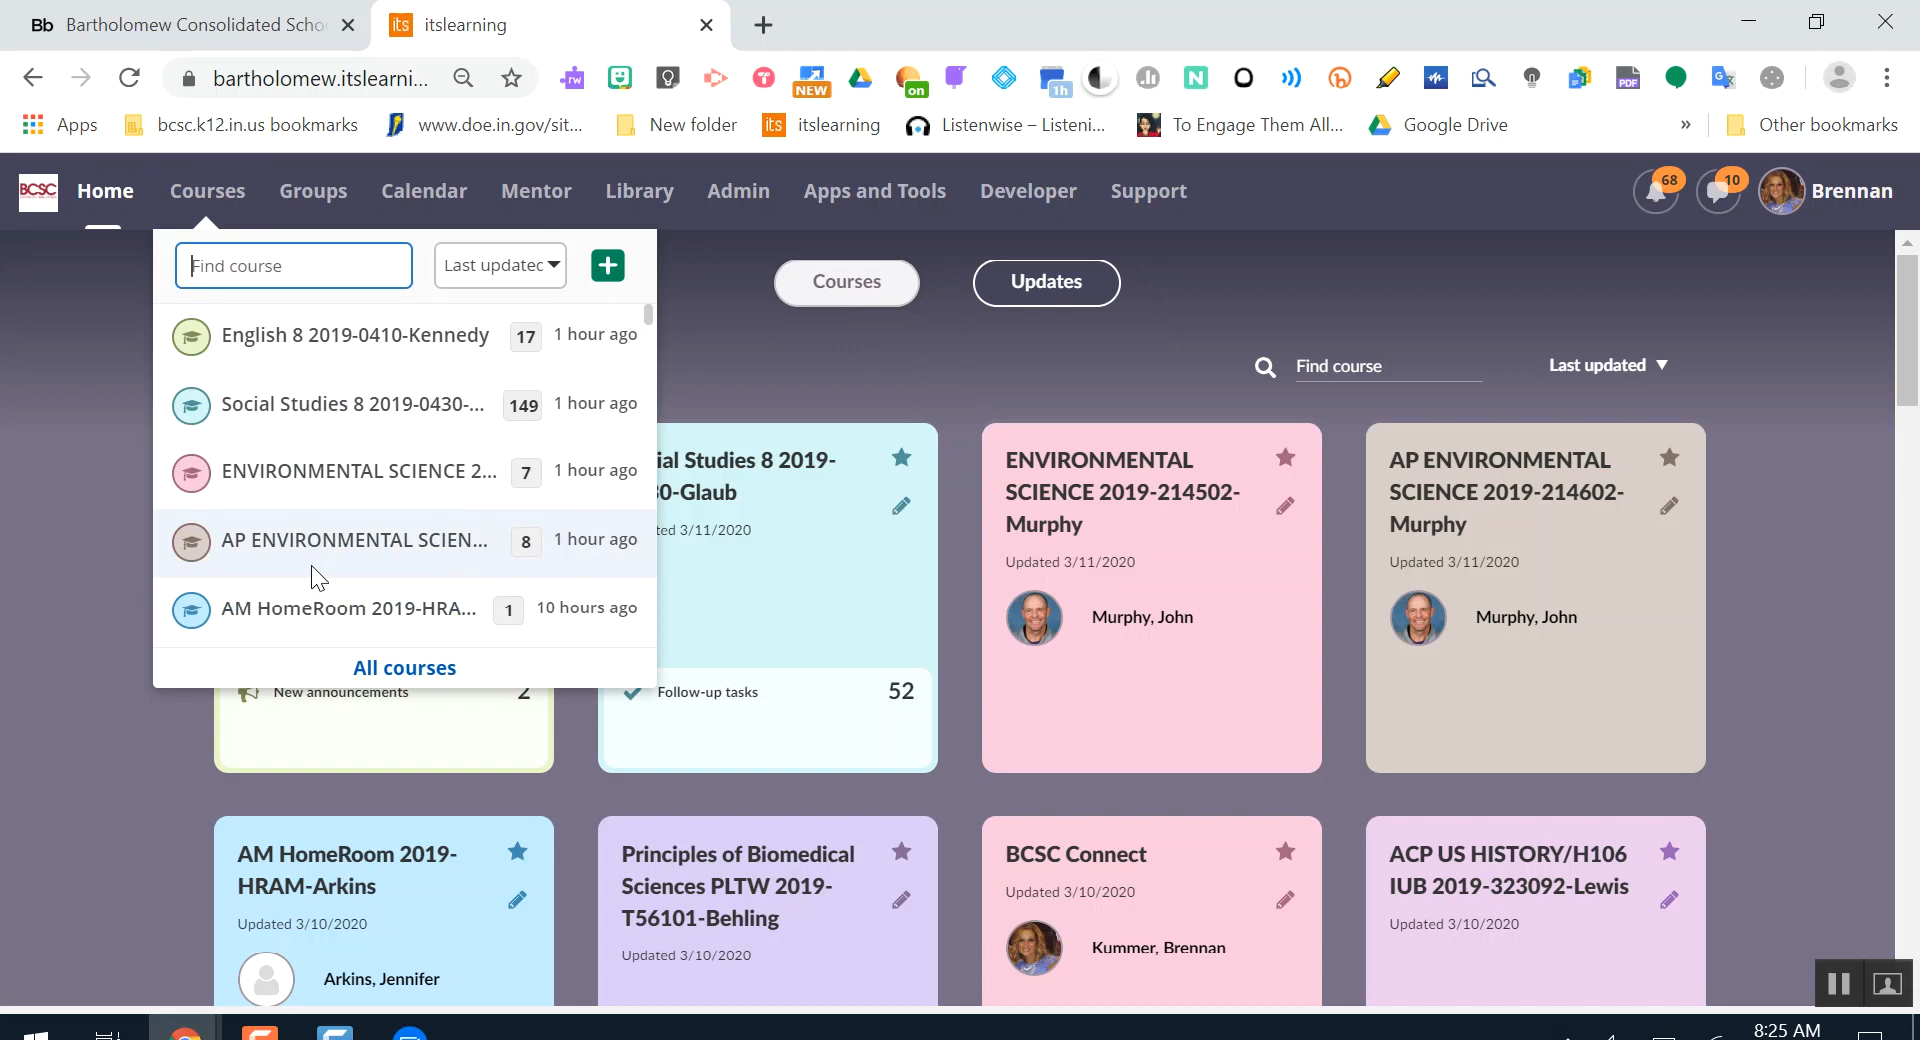 Bb Bartholomew Consolidated Scho
its itslearning
bartholomew.itslearni...
rw
NEW
on
1h
N
PDF
Apps
bcsc.k12.in.us bookmarks
www.doe.in.gov/sit...
New folder
its itslearning
Listenwise – Listeni...
To Engage Them All...
Google Drive
»
Other bookmarks
BCSC
Home
Courses
Groups
Calendar
Mentor
Library
Admin
Apps and Tools
Developer
Support
68
10
Brennan
Find course
Last updated
English 8 2019-0410-Kennedy 17 1 hour ago
Social Studies 8 2019-0430-... 149 1 hour ago
ENVIRONMENTAL SCIENCE 2... 7 1 hour ago
AP ENVIRONMENTAL SCIEN... 8 1 hour ago
AM HomeRoom 2019-HRA... 1 10 hours ago
All courses
Courses
Updates
Find course
Last updated ▼
New announcements 2
ial Studies 8 2019-
30-Glaub
ted 3/11/2020
Follow-up tasks 52
ENVIRONMENTAL
SCIENCE 2019-214502-
Murphy
Updated 3/11/2020
Murphy, John
AP ENVIRONMENTAL
SCIENCE 2019-214602-
Murphy
Updated 3/11/2020
Murphy, John
AM HomeRoom 2019-
HRAM-Arkins
Updated 3/10/2020
Arkins, Jennifer
Principles of Biomedical
Sciences PLTW 2019-
T56101-Behling
Updated 3/10/2020
BCSC Connect
Updated 3/10/2020
Kummer, Brennan
ACP US HISTORY/H106
IUB 2019-323092-Lewis
Updated 3/10/2020
8:25 AM